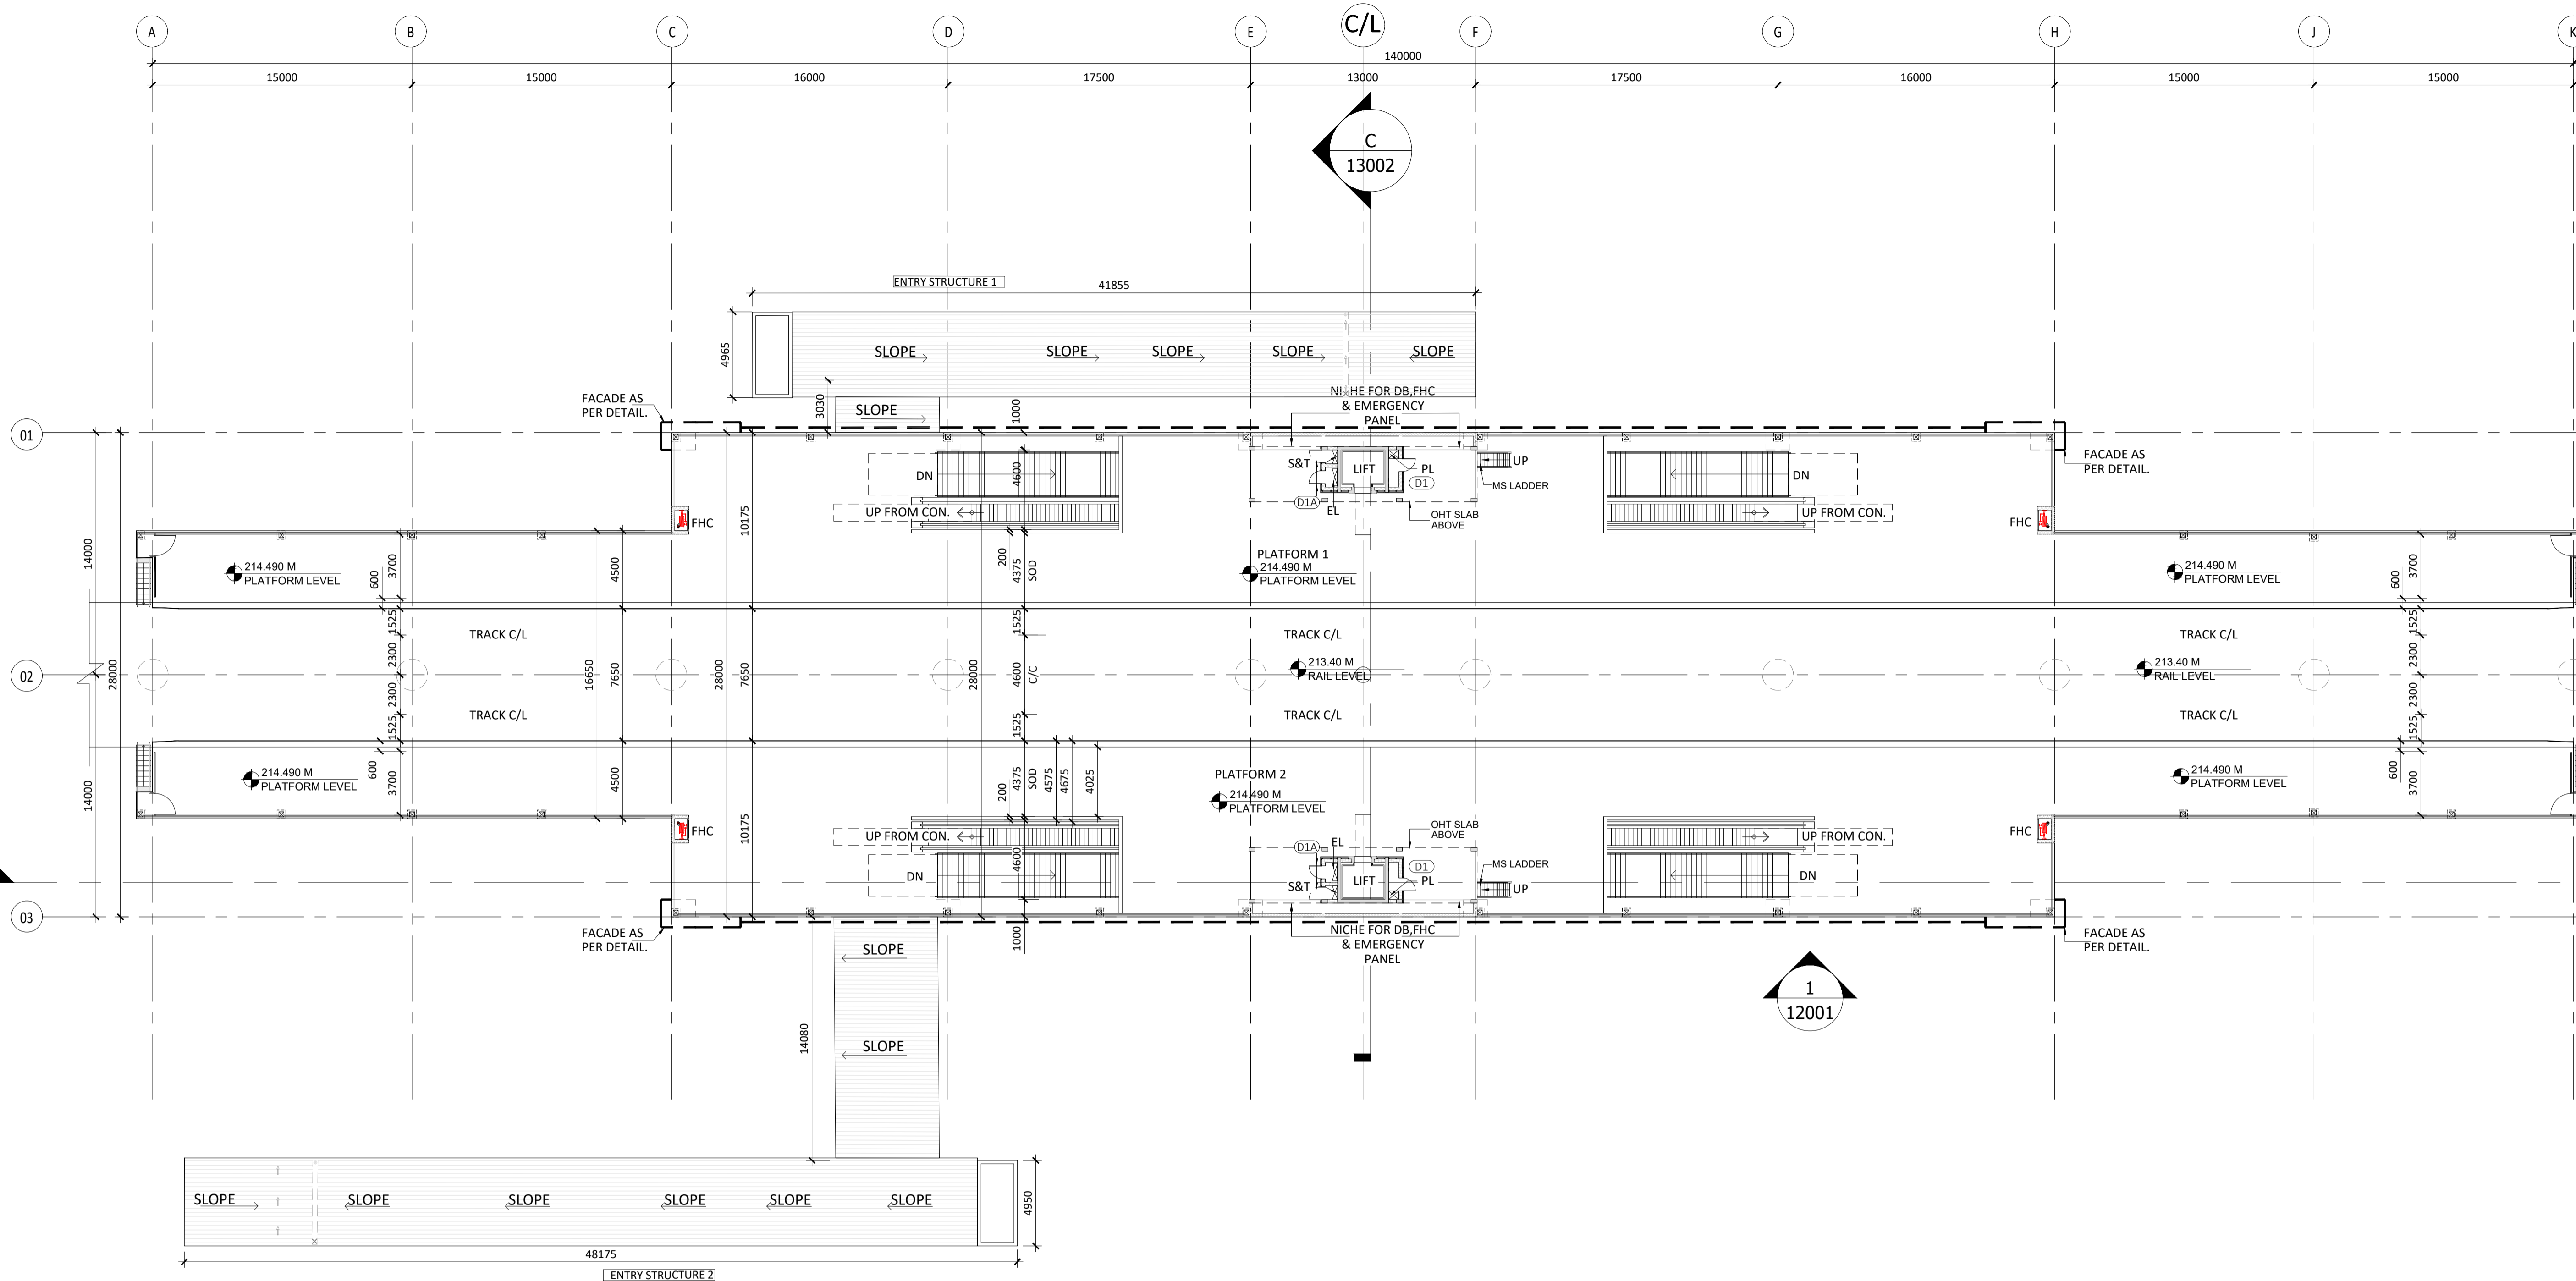 A
B
C
D
E
C/L
F
G
H
J
K
140000
15000
15000
16000
17500
13000
17500
16000
15000
15000
C
13002
ENTRY STRUCTURE 1
41855
4965
SLOPE
SLOPE
SLOPE
SLOPE
SLOPE
3030
SLOPE
1000
NICHE FOR DB,FHC
& EMERGENCY
PANEL
FACADE AS
PER DETAIL.
FACADE AS
PER DETAIL.
01
DN
4600
S&T
LIFT
PL
D1
D1A
EL
UP
MS LADDER
OHT SLAB
ABOVE
DN
UP FROM CON.
UP FROM CON.
FHC
FHC
10175
14000
214.490 M
PLATFORM LEVEL
600
3700
4500
200
4375
SOD
PLATFORM 1
214.490 M
PLATFORM LEVEL
214.490 M
PLATFORM LEVEL
600
3700
1525
TRACK C/L
1525
TRACK C/L
TRACK C/L
1525
02
28000
2300
2300
16650
7650
28000
7650
28000
4600
C/C
213.40 M
RAIL LEVEL
213.40 M
RAIL LEVEL
2300
2300
1525
TRACK C/L
1525
TRACK C/L
TRACK C/L
1525
14000
214.490 M
PLATFORM LEVEL
600
3700
4500
200
4375
SOD
4575
4675
4025
PLATFORM 2
214.490 M
PLATFORM LEVEL
214.490 M
PLATFORM LEVEL
600
3700
FHC
10175
UP FROM CON.
UP FROM CON.
FHC
OHT SLAB
ABOVE
D1A
EL
D1
MS LADDER
DN
4600
S&T
LIFT
PL
UP
DN
03
FACADE AS
PER DETAIL.
1000
NICHE FOR DB,FHC
& EMERGENCY
PANEL
FACADE AS
PER DETAIL.
SLOPE
1
12001
14080
SLOPE
SLOPE
SLOPE
SLOPE
SLOPE
SLOPE
SLOPE
4950
48175
ENTRY STRUCTURE 2